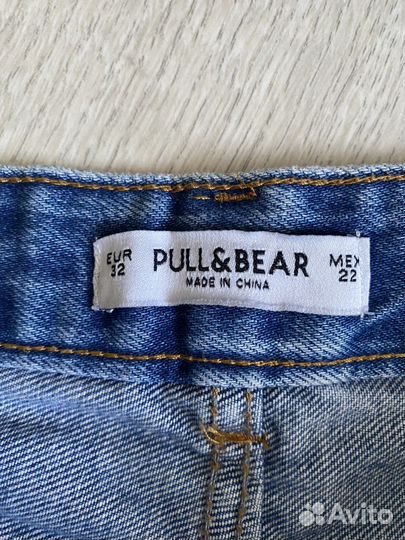 EUR
32
PULL&BEAR
MADE IN CHINA
MEX
22
Avito